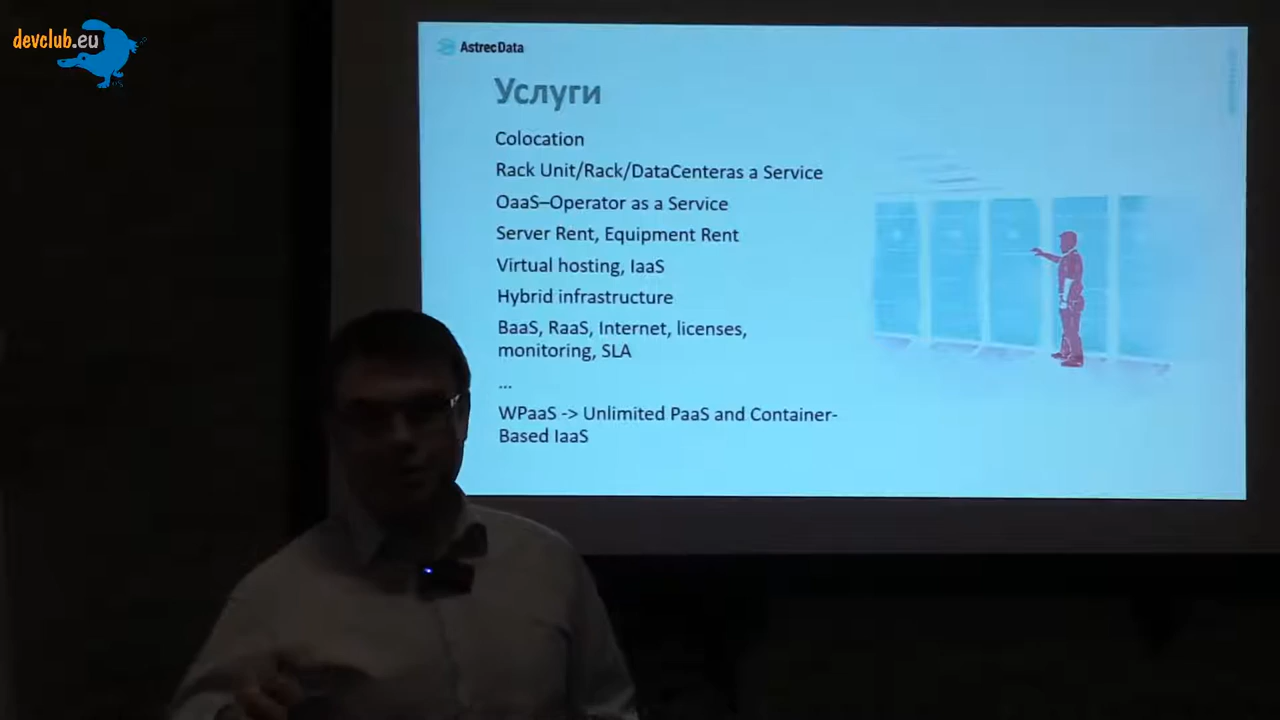 devclub.eu
AstrecData
Услуги
Colocation
Rack Unit/Rack/DataCenteras a Service
OaaS–Operator as a Service
Server Rent, Equipment Rent
Virtual hosting, IaaS
Hybrid infrastructure
BaaS, RaaS, Internet, licenses,
monitoring, SLA
...
WPaaS -> Unlimited PaaS and Container-
Based IaaS